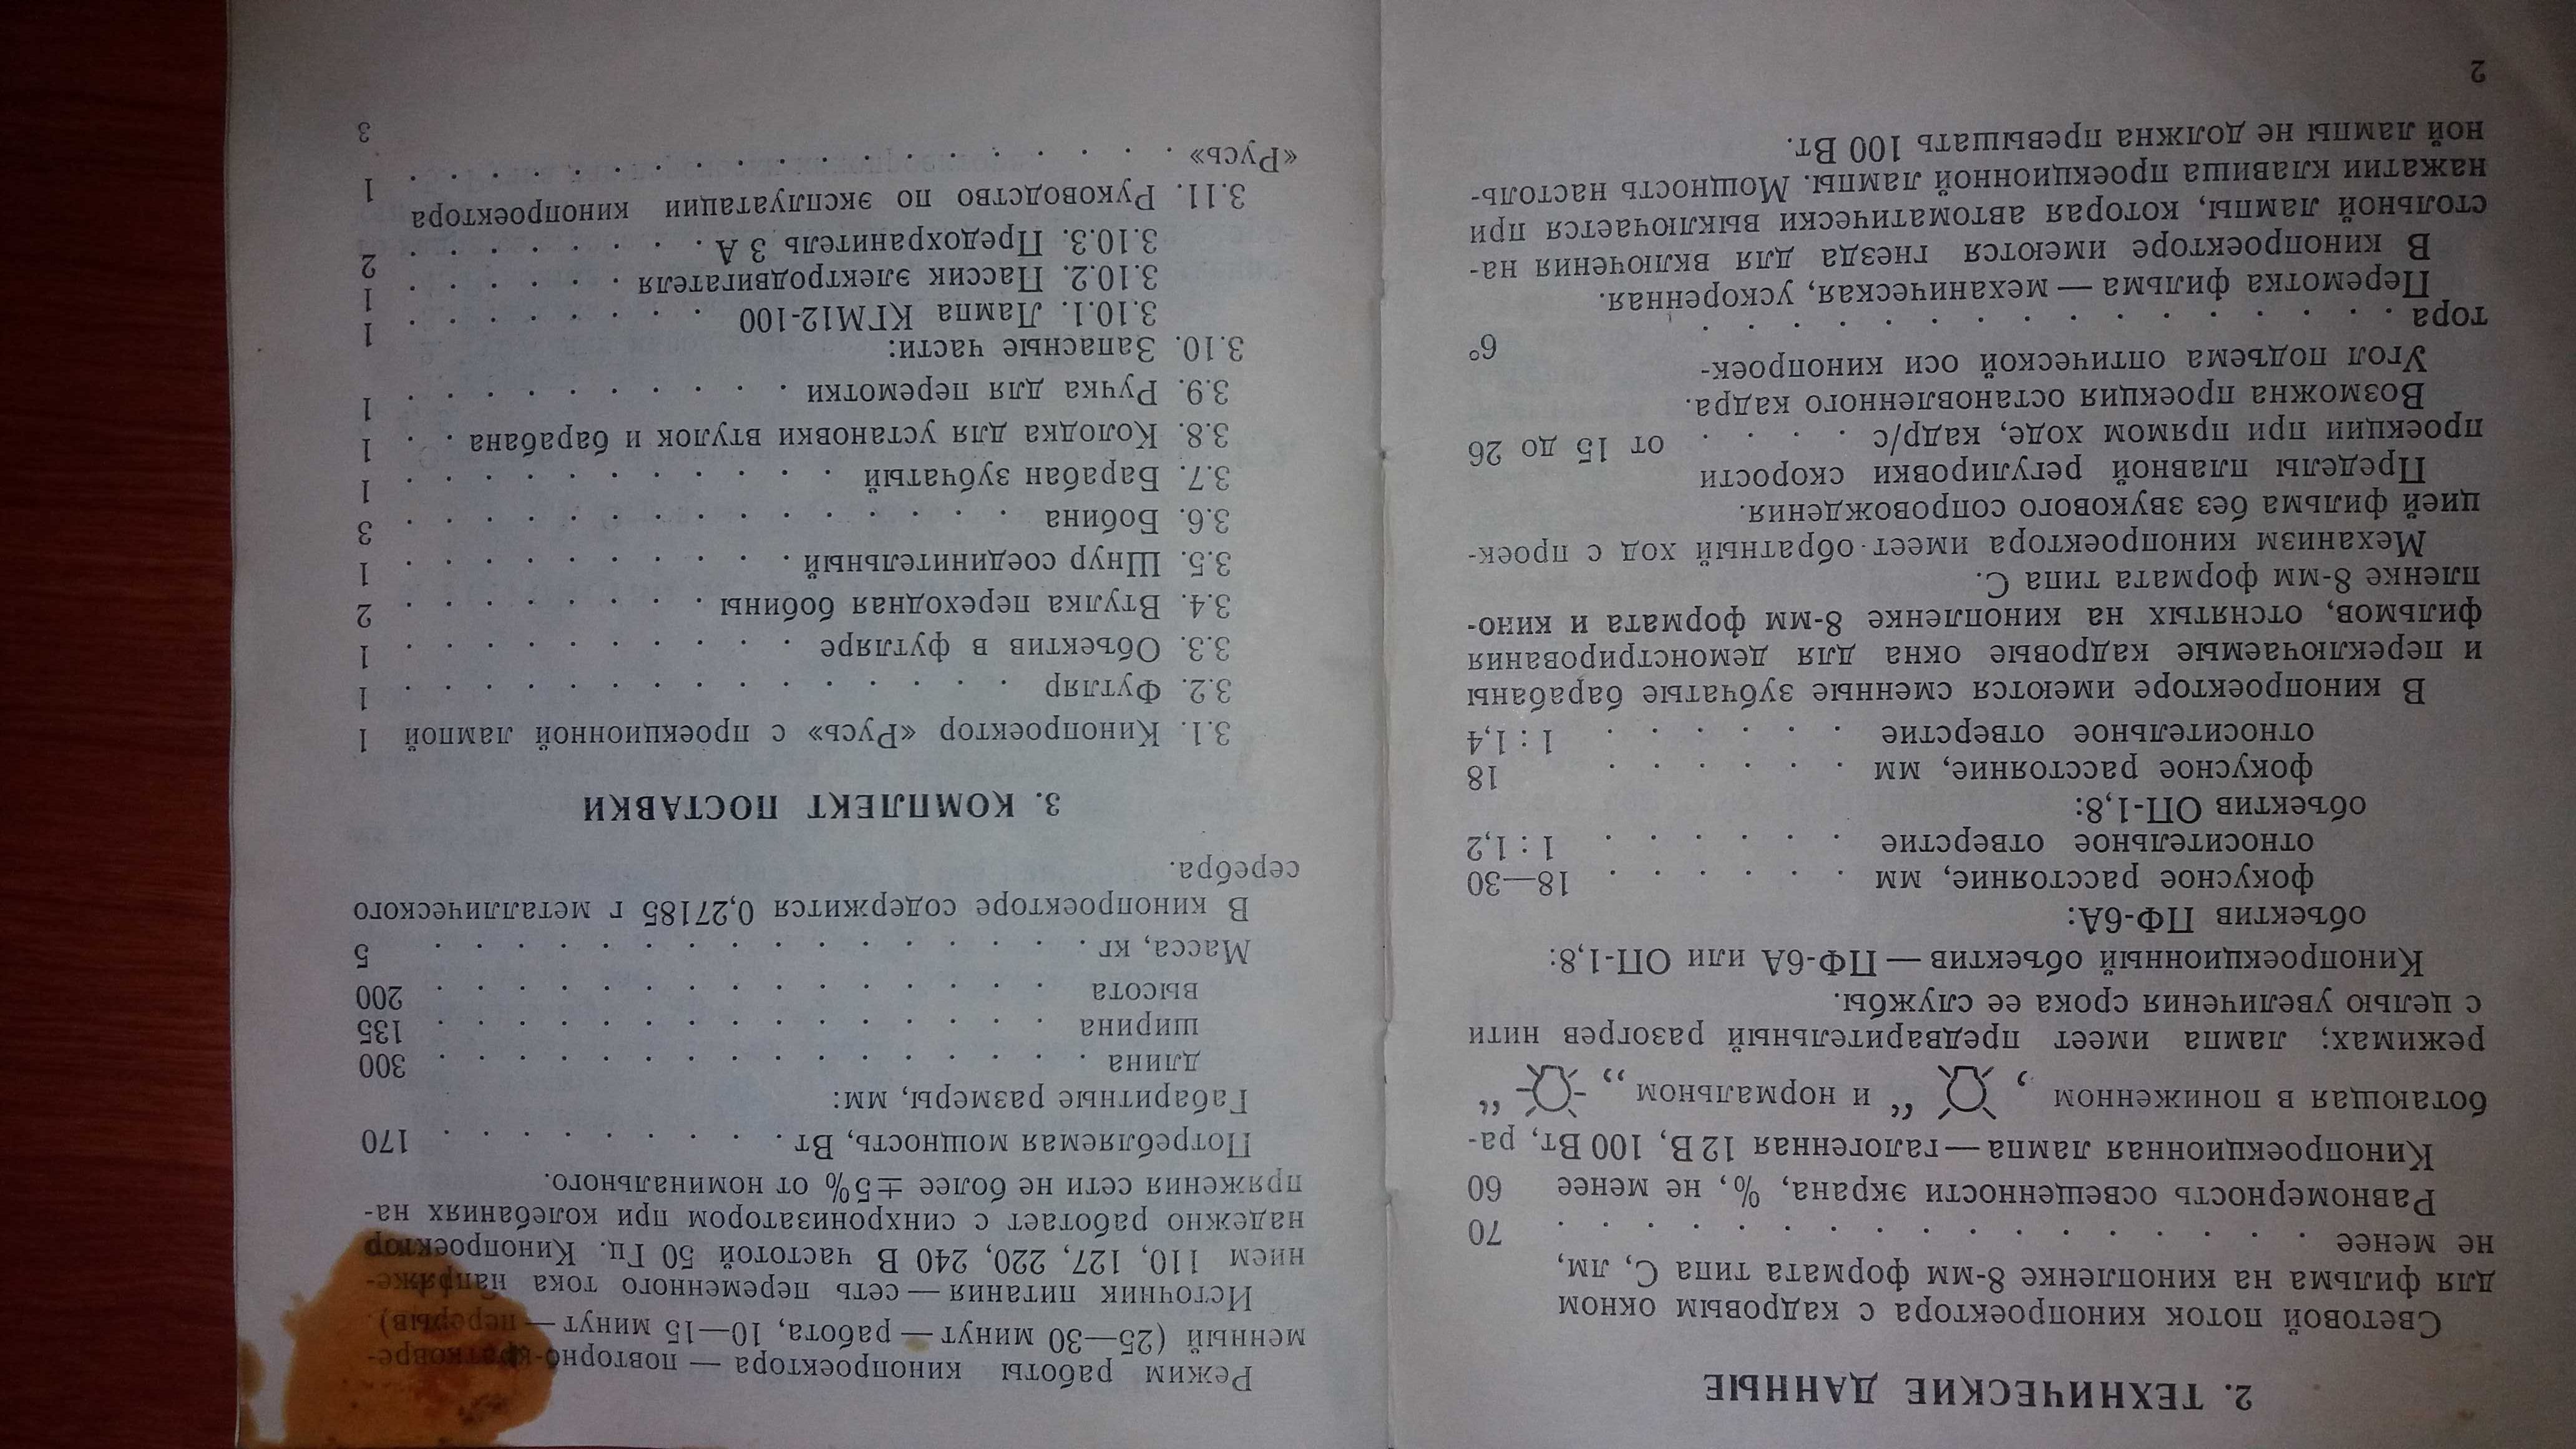 2. ТЕХНИЧЕСКИЕ ДАННЫЕ
Световой поток кинопроектора с кадровым окном
для фильма на кинопленке 8-мм формата типа С, лм,
не менее . . . . . . . . . . . . . . 70
Равномерность освещенности экрана, %, не менее 60
Кинопроекционная лампа — галогенная 12 В, 100 Вт, ра-
ботающая в пониженном „ “ и нормальном „ “
режимах; лампа имеет предварительный разогрев нити
с целью увеличения срока ее службы.
Кинопроекционный объектив — ПФ-6А или ОП-1,8:
объектив ПФ-6А:
фокусное расстояние, мм . . . . . . 18—30
относительное отверстие . . . . . . 1 : 1,2
объектив ОП-1,8:
фокусное расстояние, мм . . . . . . 18
относительное отверстие . . . . . . 1 : 1,4
В кинопроекторе имеются сменные зубчатые барабаны
и переключаемые кадровые окна для демонстрирования
фильмов, отснятых на кинопленке 8-мм формата и кино-
пленке 8-мм формата типа С.
Механизм кинопроектора имеет обратный ход с проек-
цией фильма без звукового сопровождения.
Пределы плавной регулировки скорости
проекции при прямом ходе, кадр/с . . . . от 15 до 26
Возможна проекция остановленного кадра.
Угол подъема оптической оси кинопроек-
тора . . . . . . . . . . . . . . . 6°
Перемотка фильма — механическая, ускоренная.
В кинопроекторе имеются гнезда для включения на-
стольной лампы, которая автоматически выключается при
нажатии клавиша проекционной лампы. Мощность настоль-
ной лампы не должна превышать 100 Вт.
2
Режим работы кинопроектора — повторно-кратковре-
менный (25—30 минут — работа, 10—15 минут — перерыв).
Источник питания — сеть переменного тока напряже-
нием 110, 127, 220, 240 В частотой 50 Гц. Кинопроектор
надежно работает с синхронизатором при колебаниях на-
пряжения сети не более ±5% от номинального.
Потребляемая мощность, Вт . . . . . . . . . 170
Габаритные размеры, мм:
длина . . . . . . . . . . . . . . . 300
ширина . . . . . . . . . . . . . . 135
высота . . . . . . . . . . . . . . 200
Масса, кг . . . . . . . . . . . . . . . 5
В кинопроекторе содержится 0,27185 г металлического
серебра.
3. КОМПЛЕКТ ПОСТАВКИ
3.1. Кинопроектор «Русь» с проекционной лампой 1
3.2. Футляр . . . . . . . . . . . . . . . 1
3.3. Объектив в футляре . . . . . . . . . . 1
3.4. Втулка переходная бобины . . . . . . . . 2
3.5. Шнур соединительный . . . . . . . . . . 1
3.6. Бобина . . . . . . . . . . . . . . . 3
3.7. Барабан зубчатый . . . . . . . . . . . 1
3.8. Колодка для установки втулок и барабана . . 1
3.9. Ручка для перемотки . . . . . . . . . . 1
3.10. Запасные части:
3.10.1. Лампа КГМ12-100 . . . . . . . . 1
3.10.2. Пассик электродвигателя . . . . . . 1
3.10.3. Предохранитель 3 А . . . . . . . . 2
3.11. Руководство по эксплуатации кинопроектора
«Русь» . . . . . . . . . . . . . . . . . . 1
3